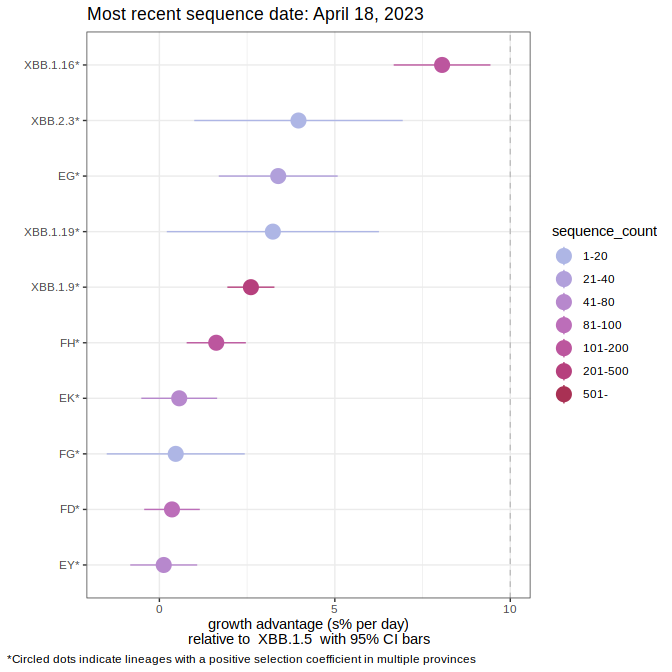 Most recent sequence date: April 18, 2023
XBB.1.16*
XBB.2.3*
EG*
XBB.1.19*
XBB.1.9*
FH*
EK*
FG*
FD*
EY*
0 5 10
growth advantage (s% per day)
relative to  XBB.1.5  with 95% CI bars
sequence_count
1-20
21-40
41-80
81-100
101-200
201-500
501-
*Circled dots indicate lineages with a positive selection coefficient in multiple provinces